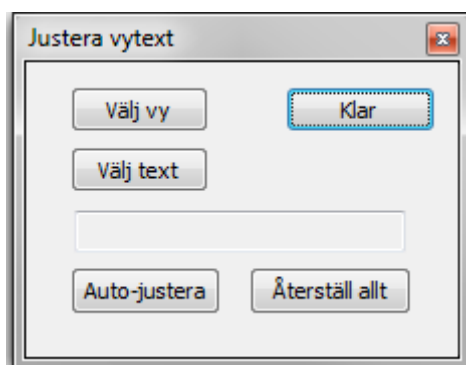 Justera vytext
Välj vy Klar
Välj text
Auto-justera Återställ allt